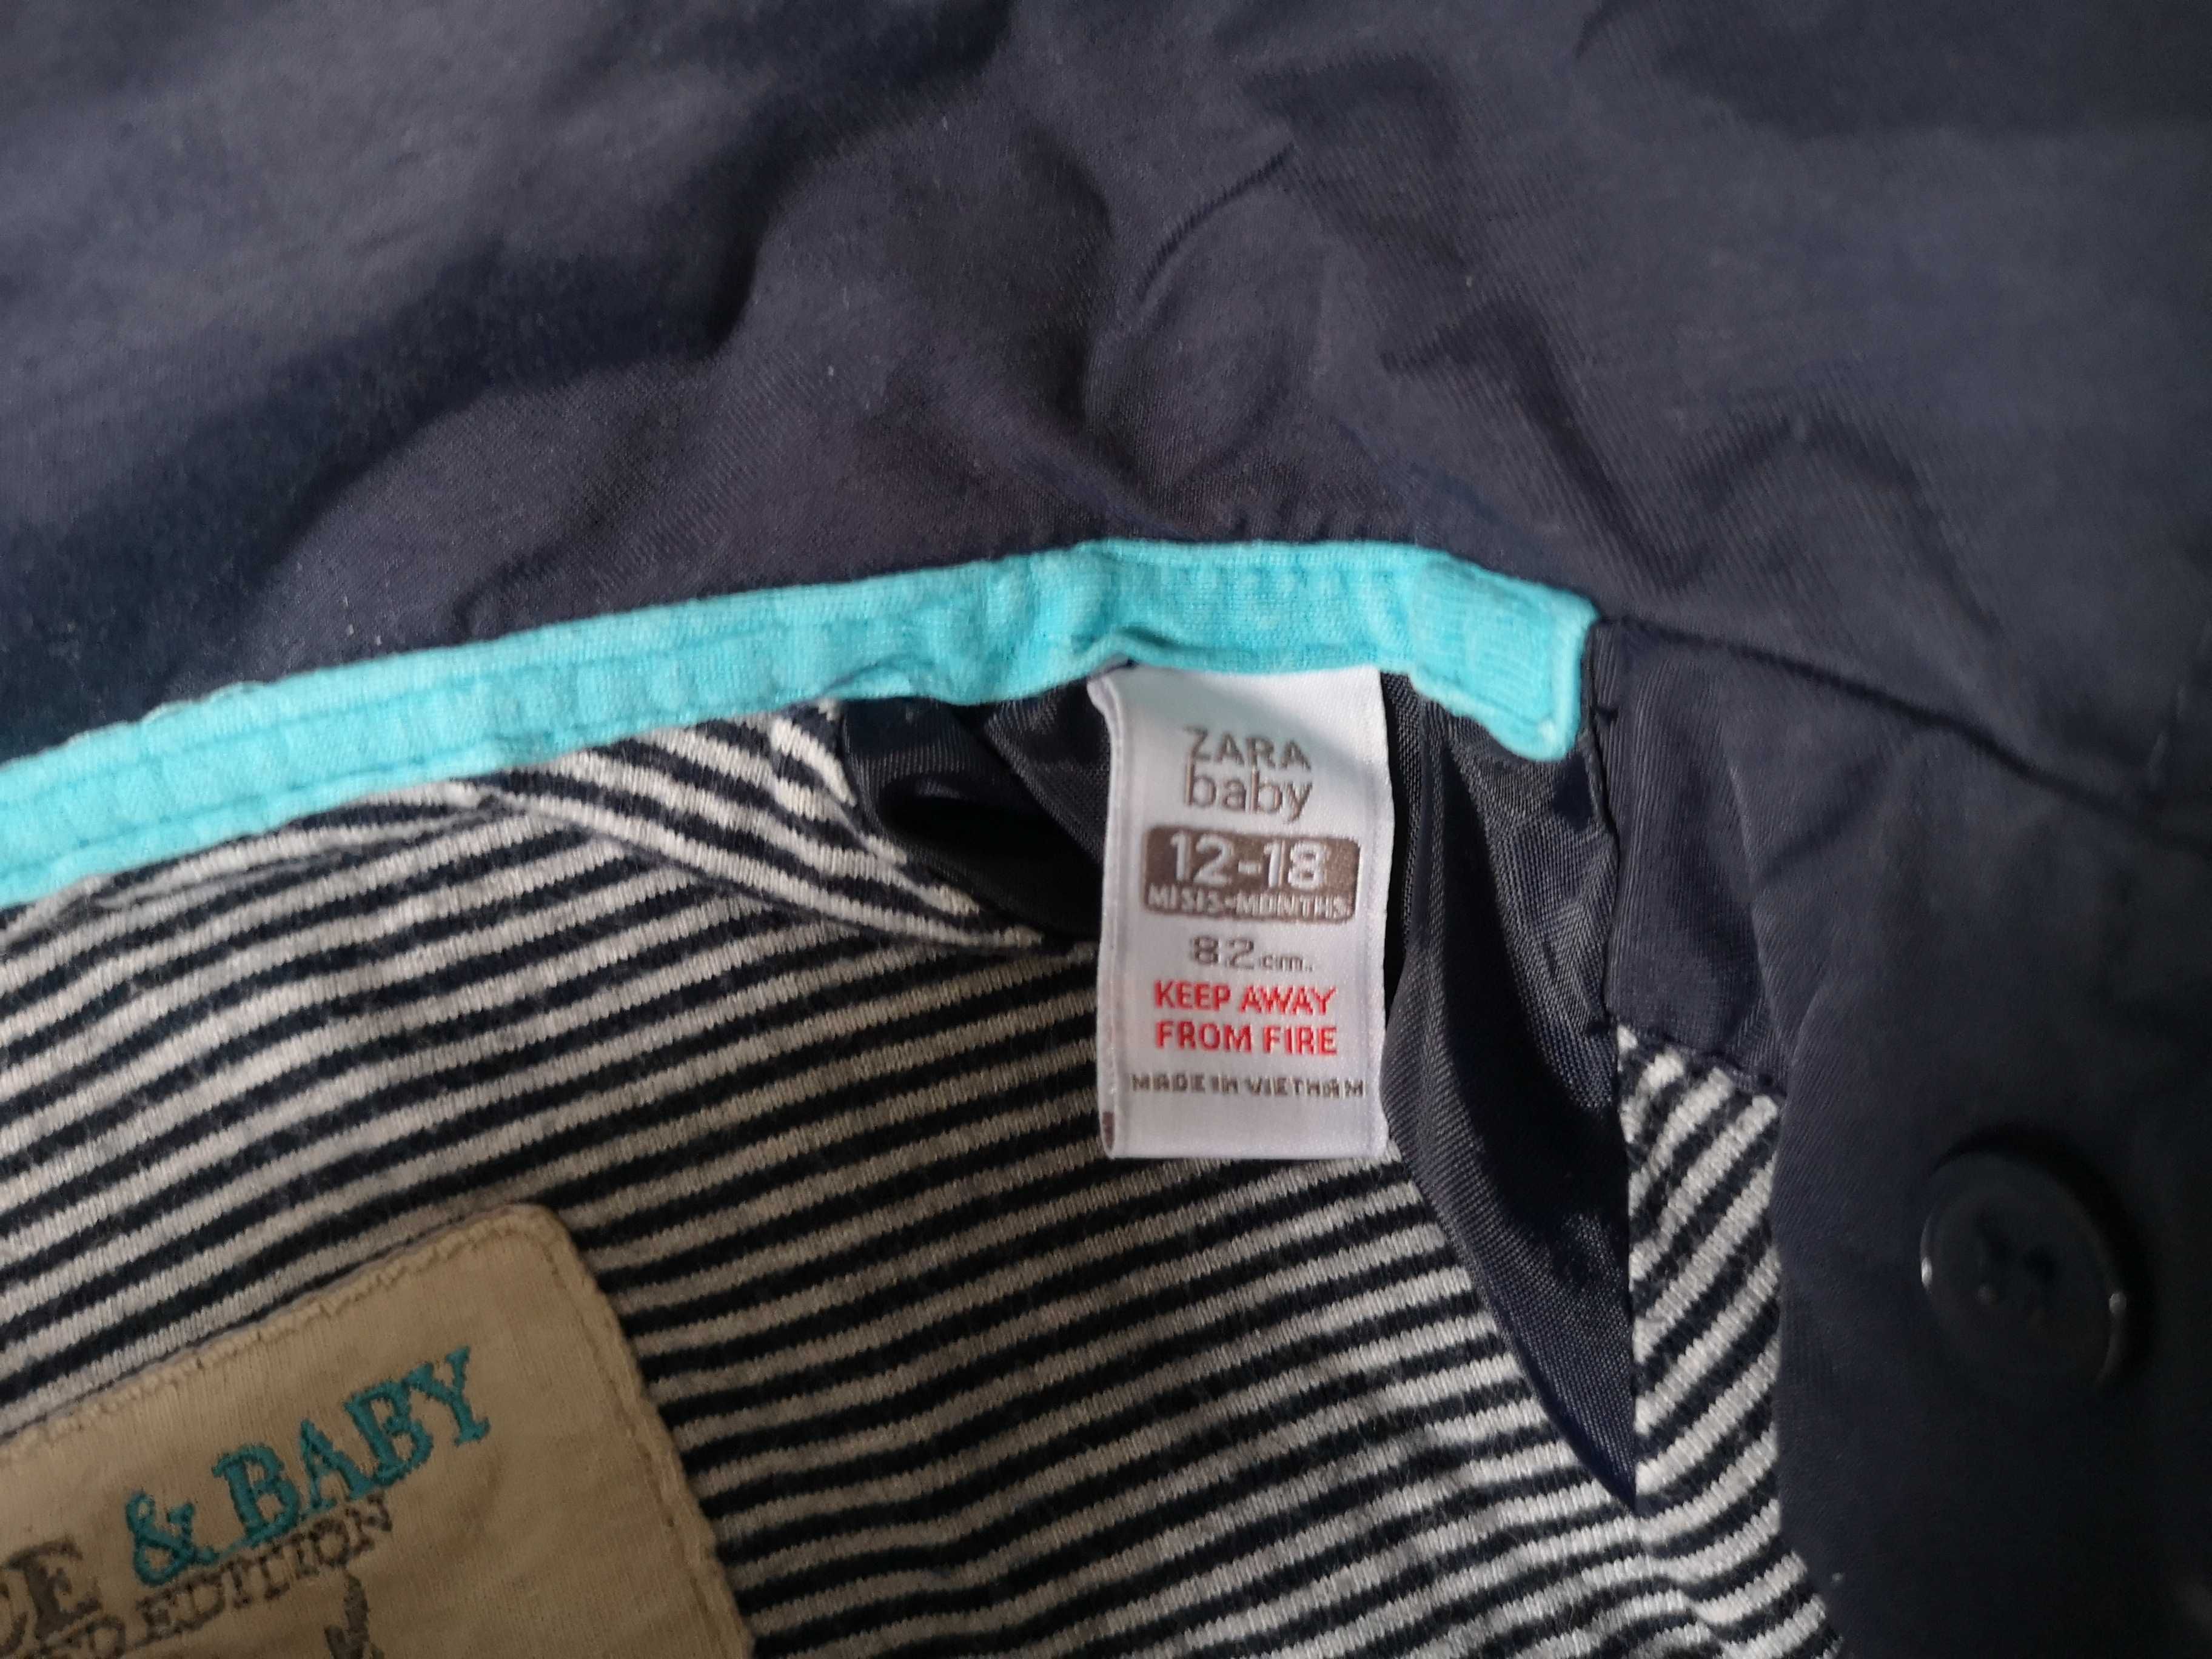 ZARA
baby
12-18
MESES-MONTHS
82cm.
KEEP AWAY
FROM FIRE
MADE IN VIETNAM
& BABY
EDITION